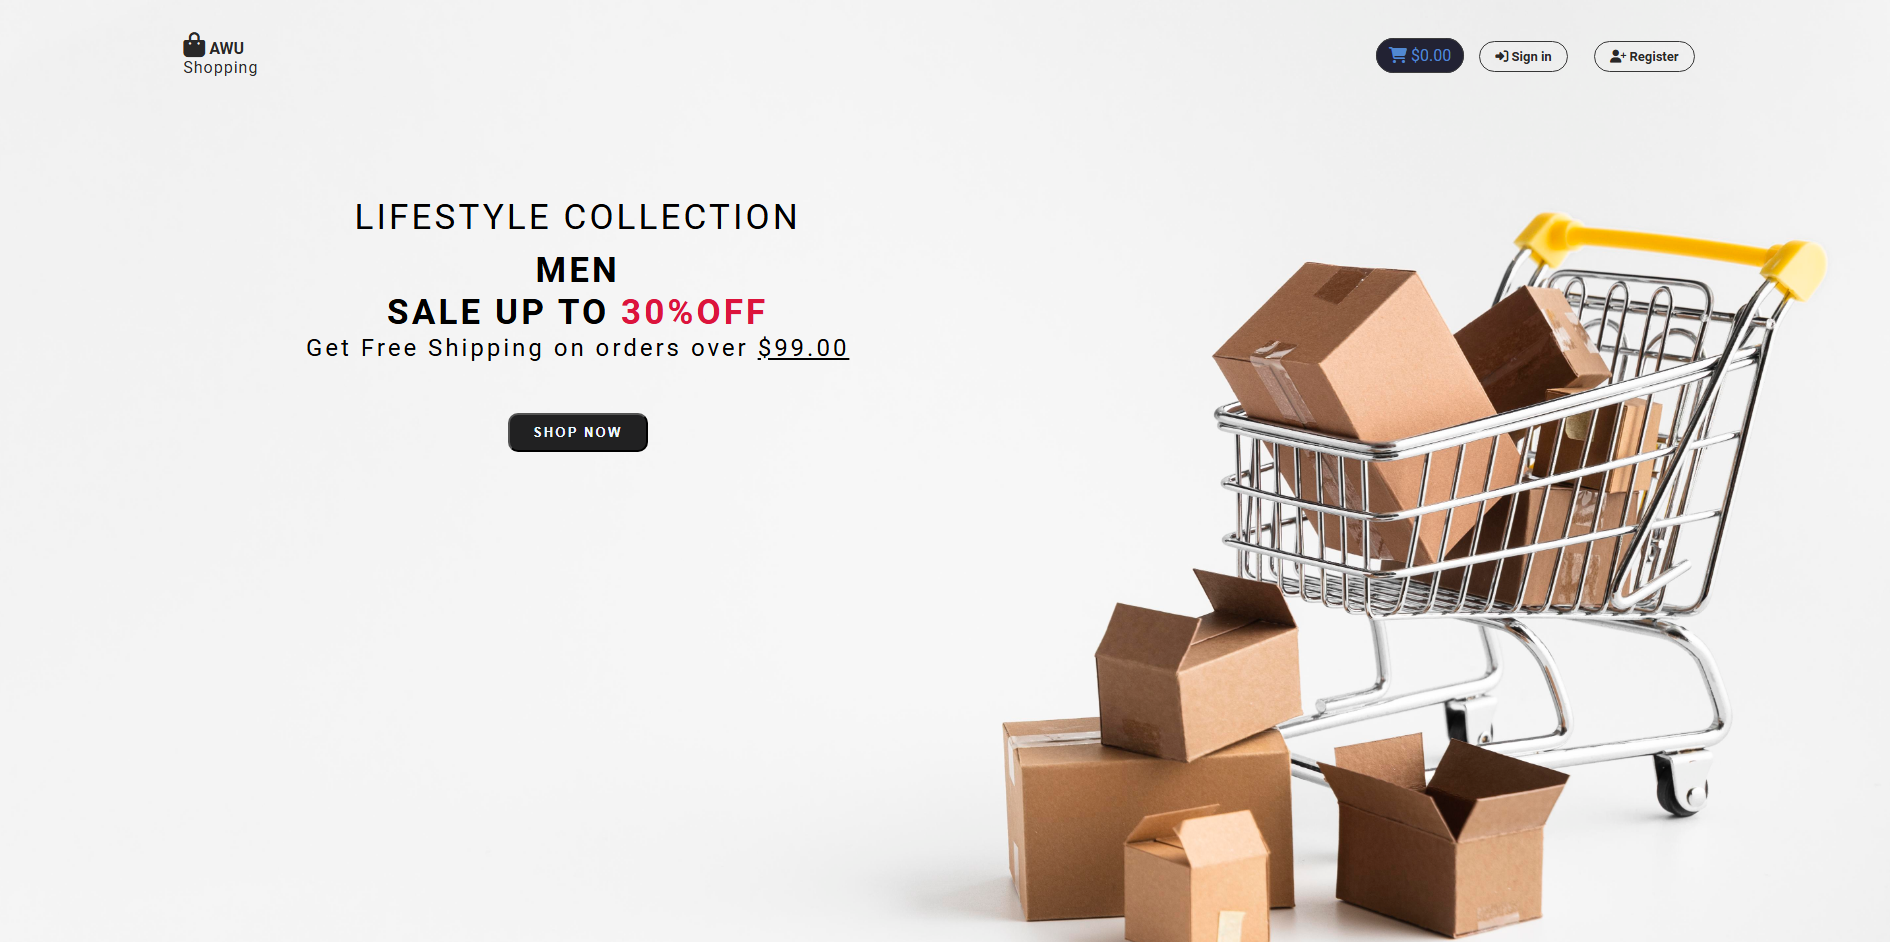 AWU
Shopping
$0.00
Sign in
Register
LIFESTYLE COLLECTION
MEN
SALE UP TO 30%OFF
Get Free Shipping on orders over $99.00
SHOP NOW